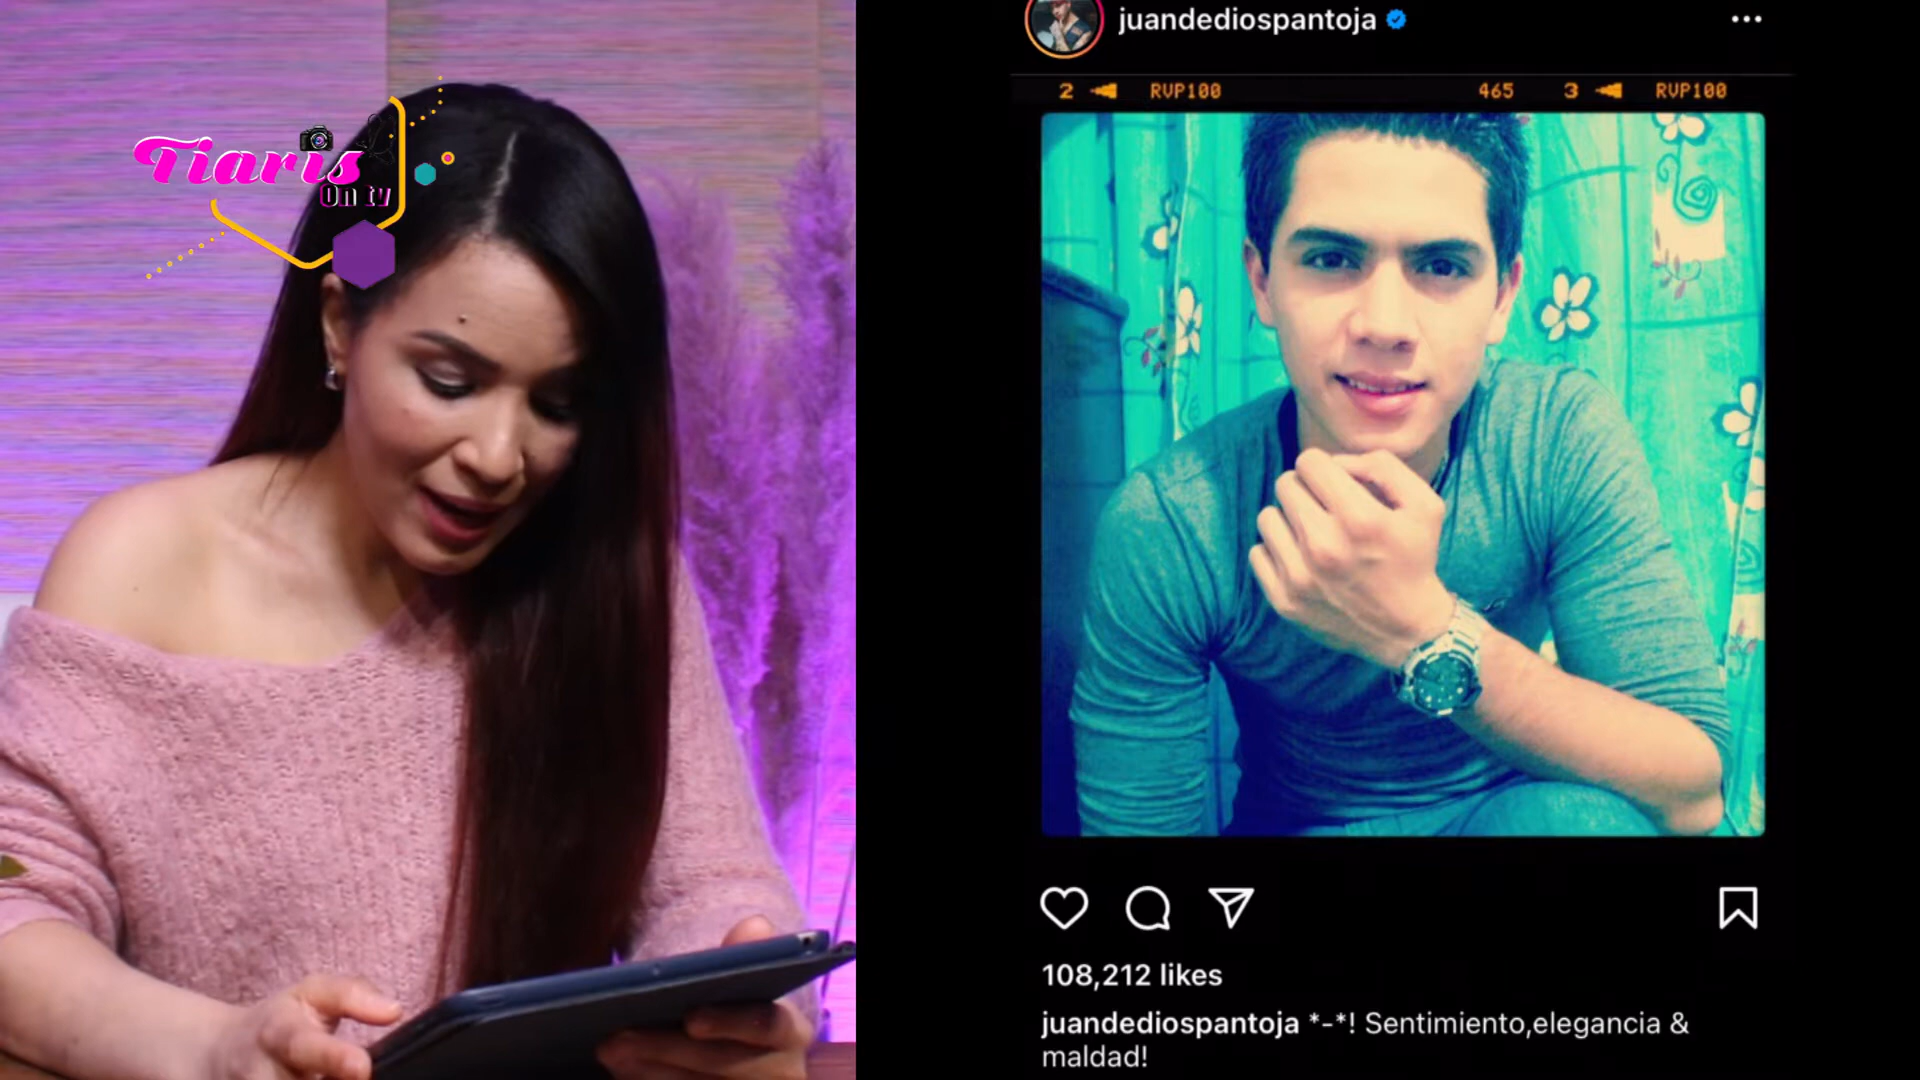 Tiaris
On tv
juandediospantoja
2 RVP100 465 3 RVP100
108,212 likes
juandediospantoja *-*! Sentimiento,elegancia &
maldad!